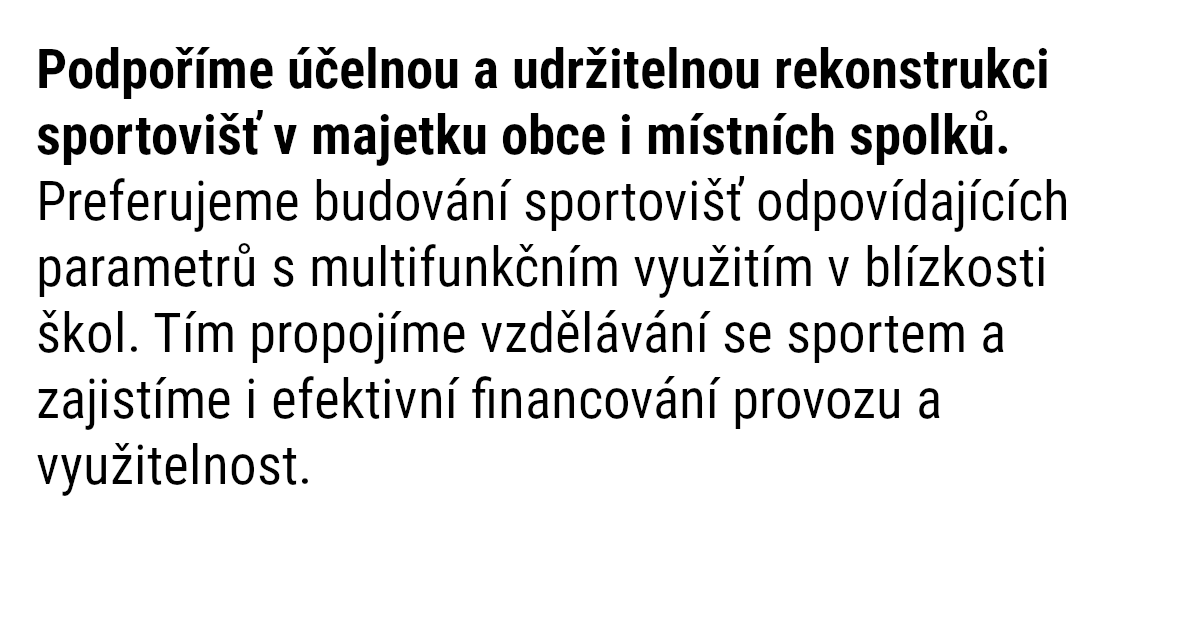 Podpoříme účelnou a udržitelnou rekonstrukci
sportovišť v majetku obce i místních spolků.
Preferujeme budování sportovišť odpovídajících
parametrů s multifunkčním využitím v blízkosti
škol. Tím propojíme vzdělávání se sportem a
zajistíme i efektivní financování provozu a
využitelnost.